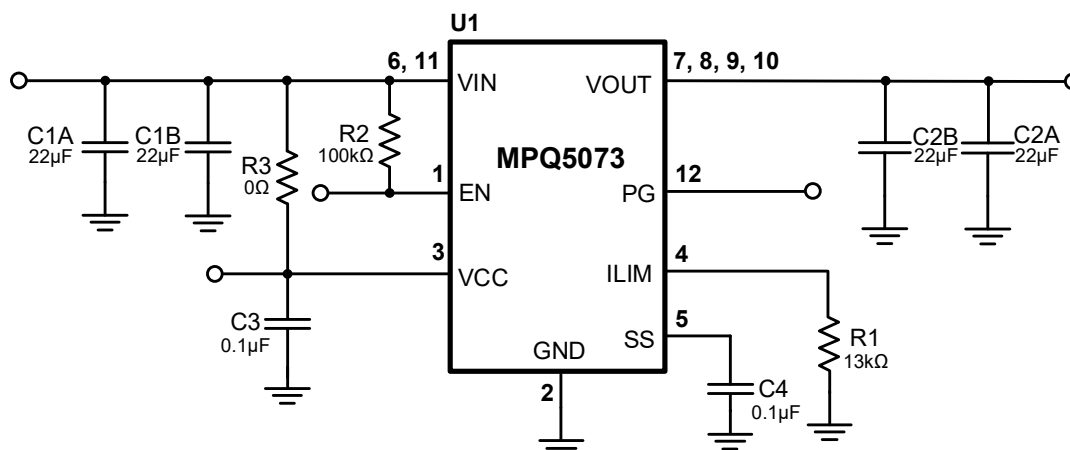 U1
6, 11
7, 8, 9, 10
VIN
VOUT
C1A
22µF
C1B
22µF
R3
0Ω
R2
100kΩ
MPQ5073
C2B
22µF
C2A
22µF
1
EN
PG
12
3
VCC
ILIM
4
C3
0.1µF
GND
2
SS
5
C4
0.1µF
R1
13kΩ